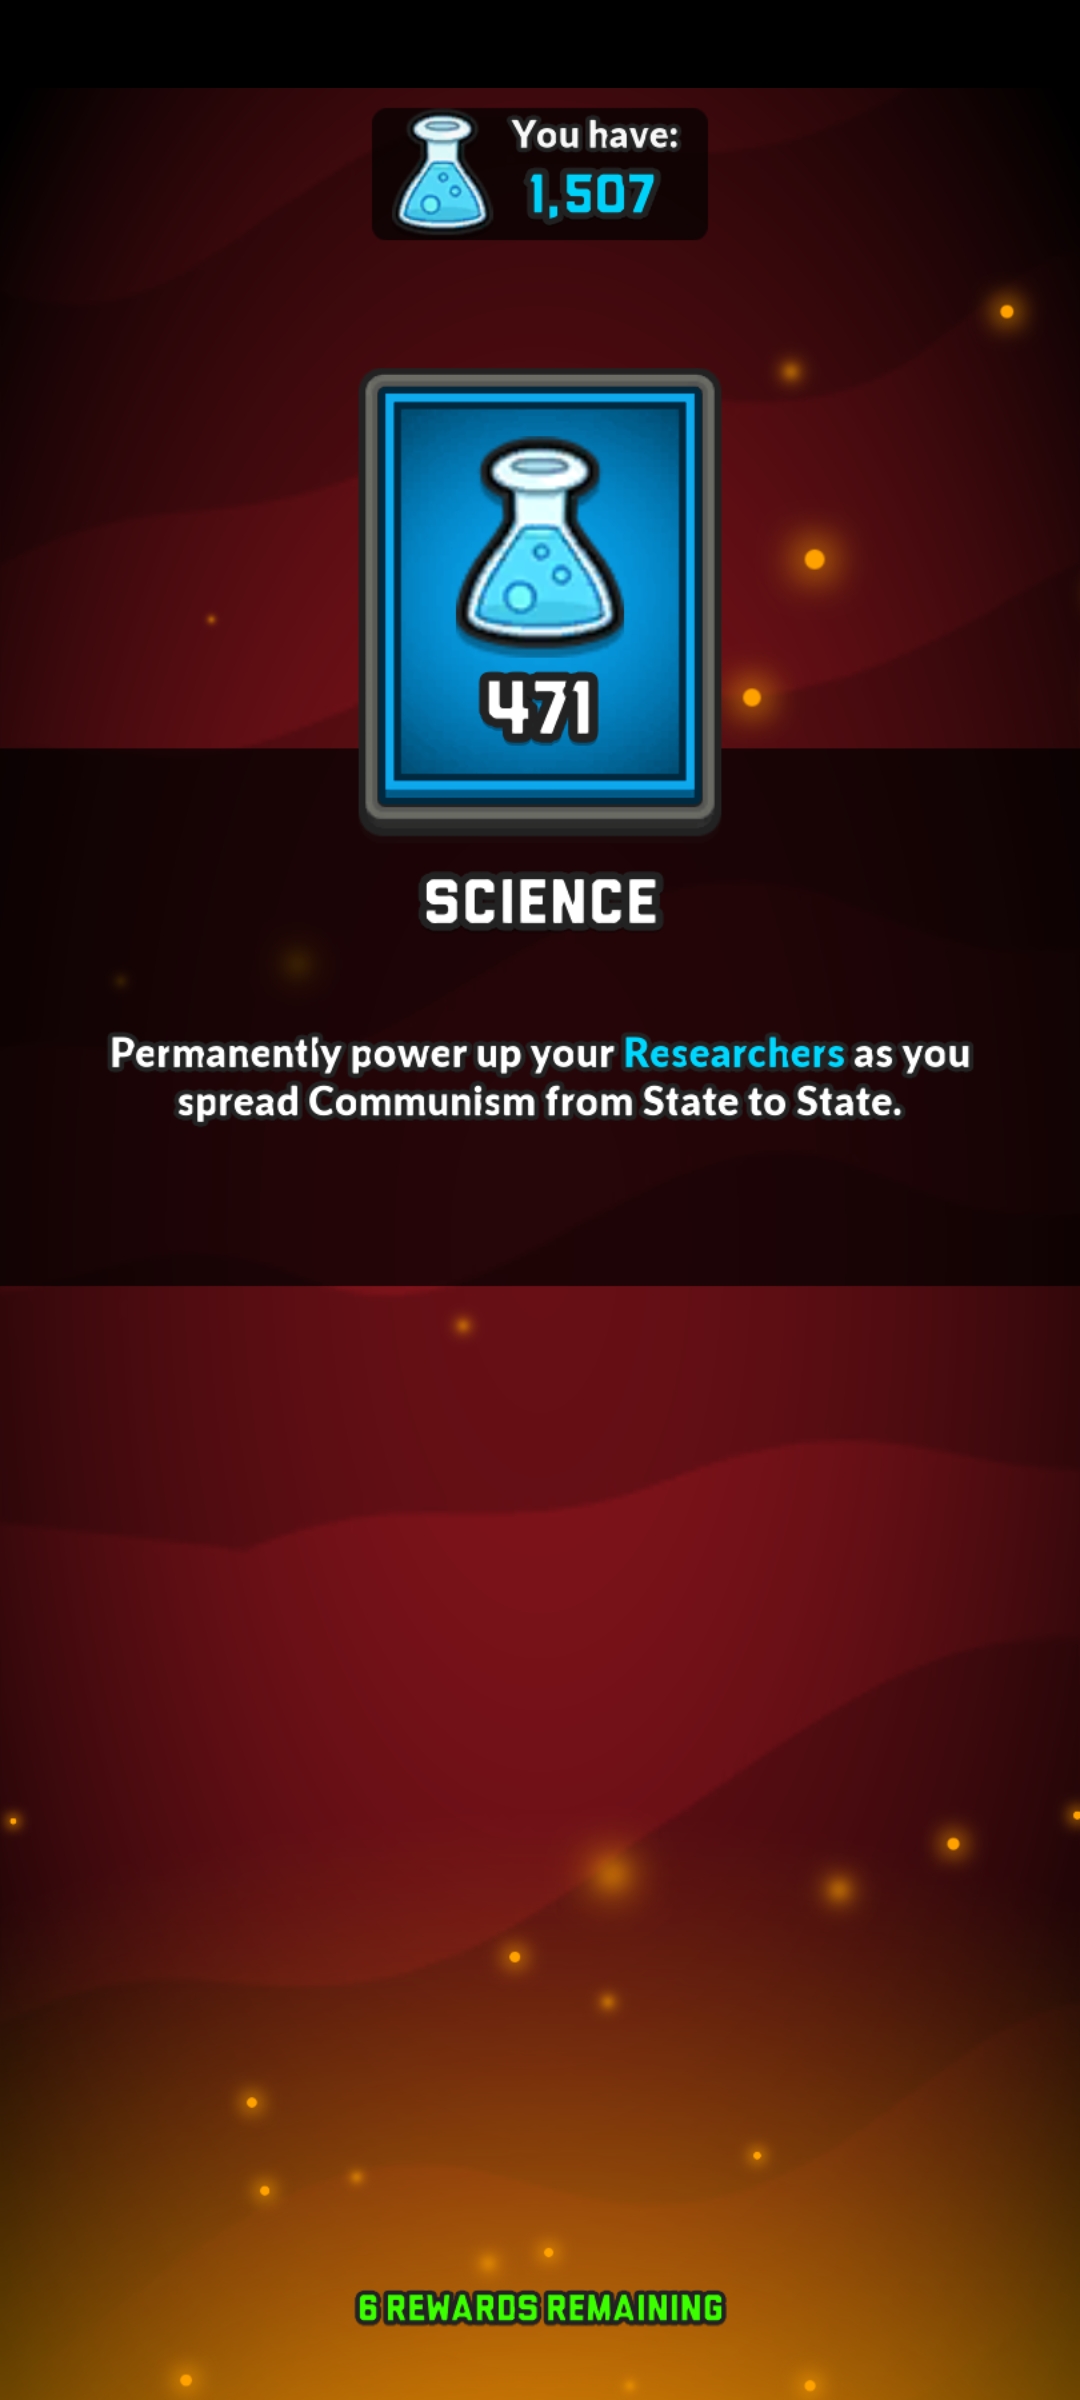 You have:
1,507
471
SCIENCE
Permanently power up your Researchers as you
spread Communism from State to State.
6 REWARDS REMAINING